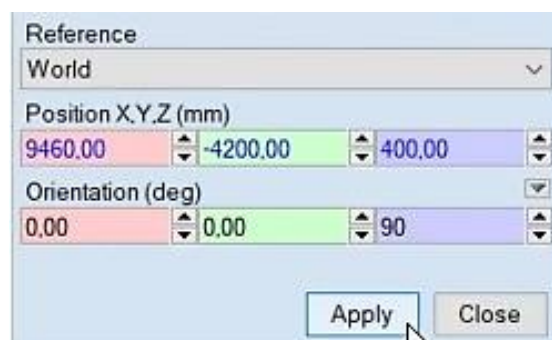 Reference
World
Position X,Y,Z (mm)
9460,00 -4200,00 400,00
Orientation (deg)
0,00 0,00 90
Apply Close